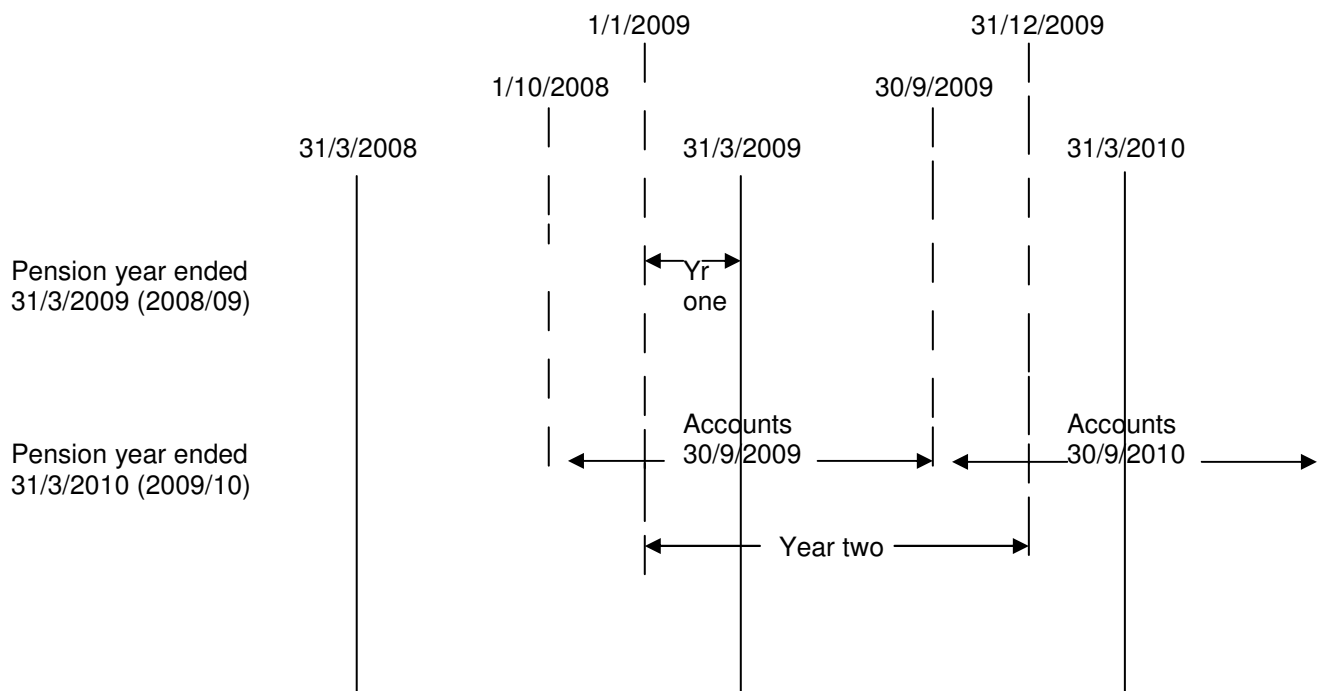 1/1/2009 31/12/2009
1/10/2008 30/9/2009
31/3/2008 31/3/2009 31/3/2010
Pension year ended
31/3/2009 (2008/09)
Yr
one
Pension year ended
31/3/2010 (2009/10)
Accounts
30/9/2009
Accounts
30/9/2010
Year two